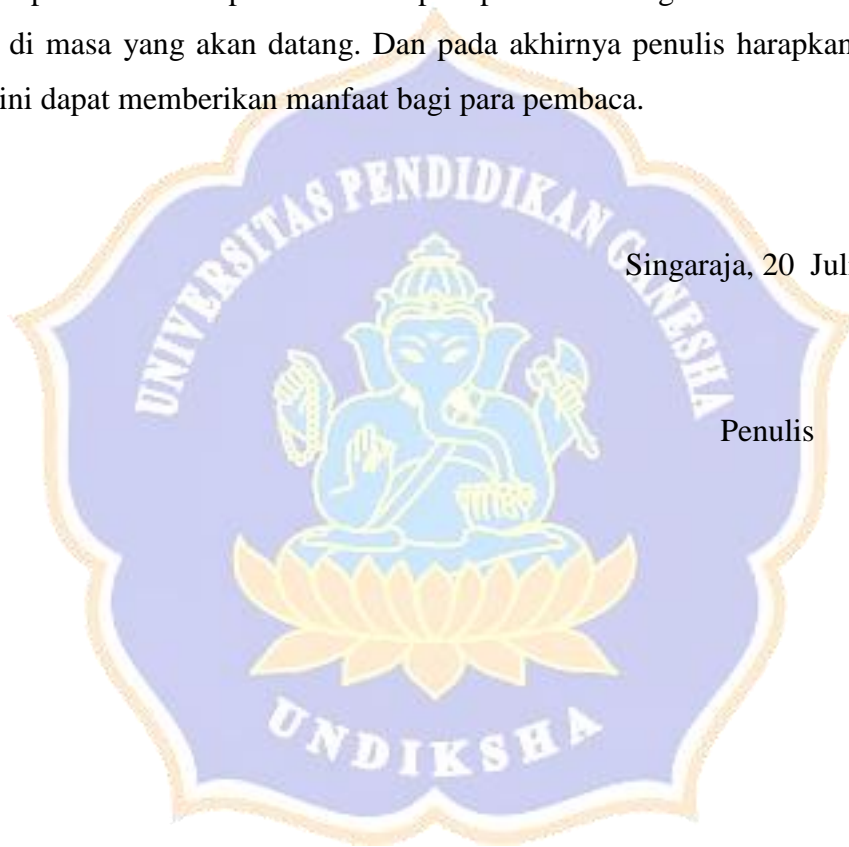 di masa yang akan datang. Dan pada akhirnya penulis harapkan
ini dapat memberikan manfaat bagi para pembaca.
UNIVERSITAS PENDIDIKAN GANESHA
Singaraja, 20 Juli
Penulis
UNDIKSHA